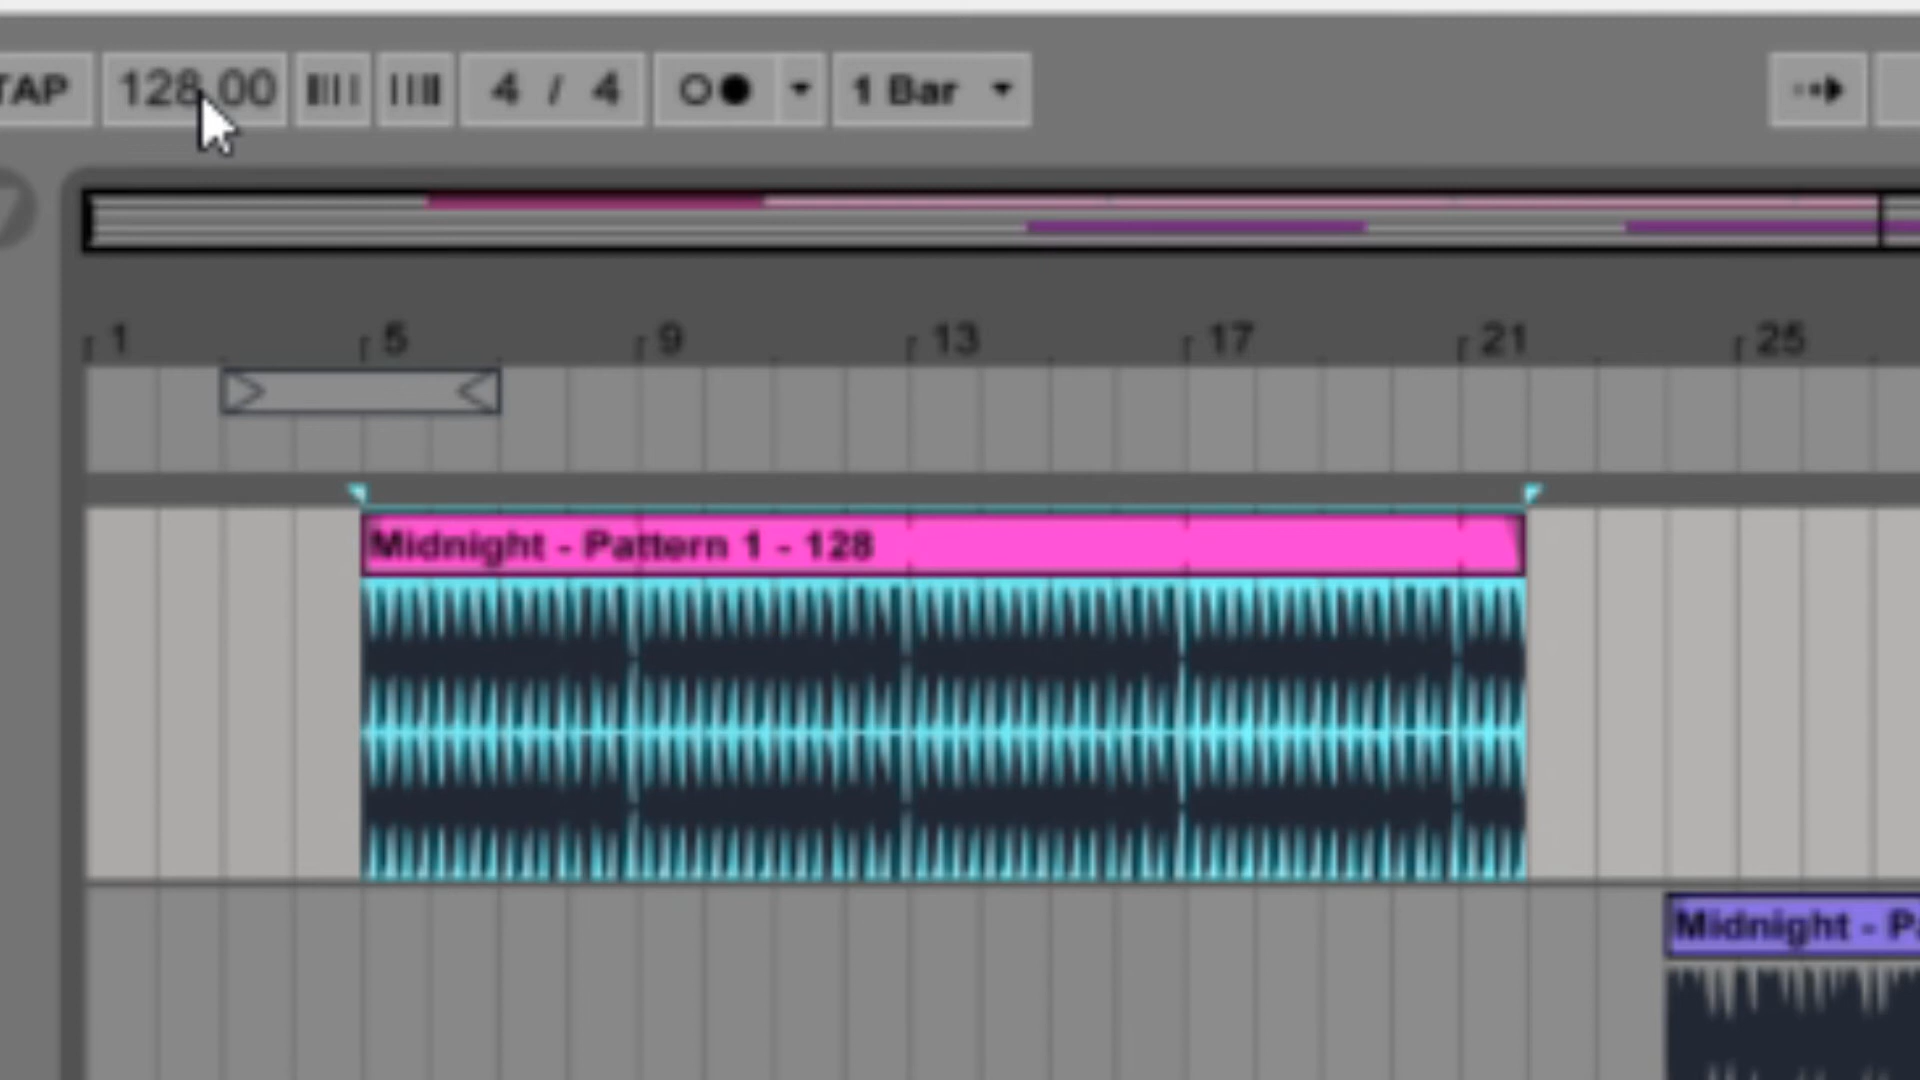 TAP 128.00 4 / 4 1 Bar
1 5 9 13 17 21 25
Midnight - Pattern 1 - 128
Midnight - Pa